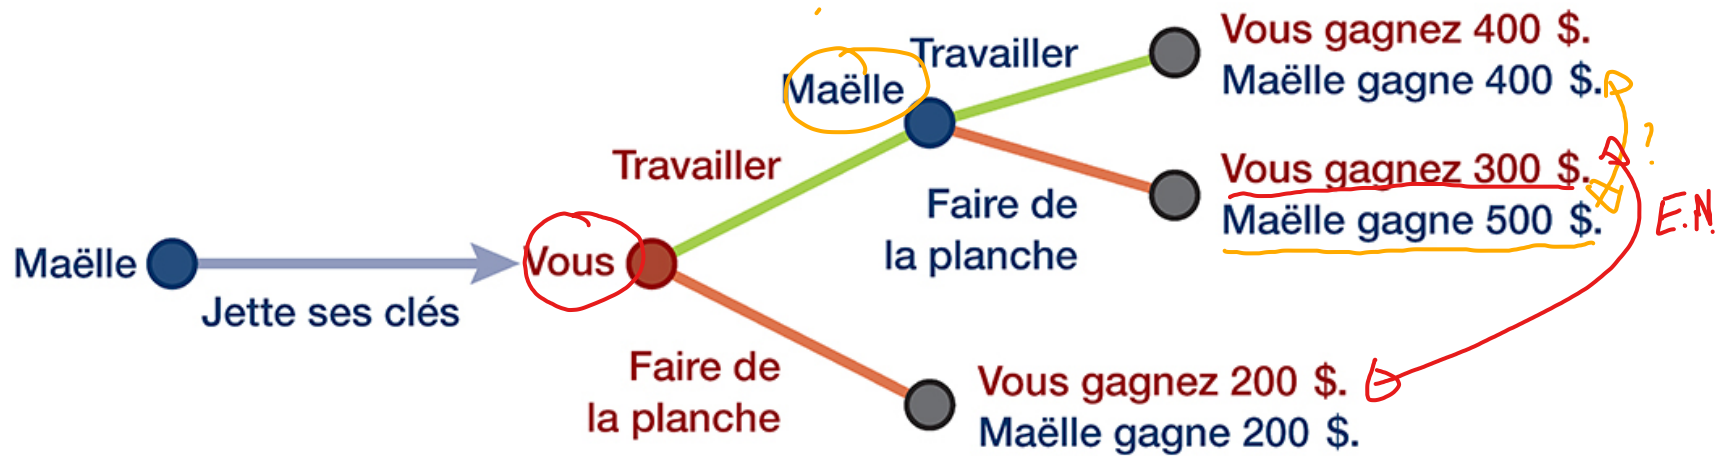 Travailler
Maëlle
Vous gagnez 400 $.
Maëlle gagne 400 $.
?
Travailler
Vous gagnez 300 $.
Maëlle gagne 500 $.
E.N.
Faire de
la planche
Maëlle
Vous
Jette ses clés
Faire de
la planche
Vous gagnez 200 $.
Maëlle gagne 200 $.